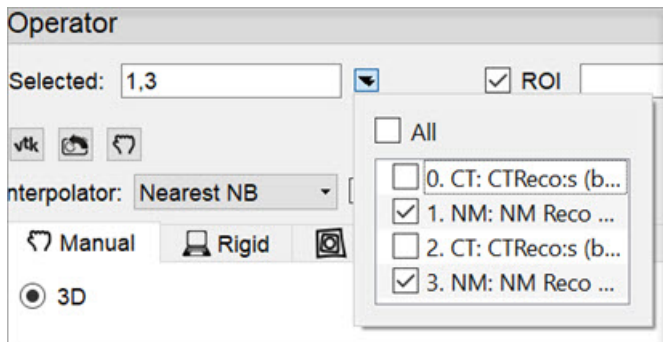 Operator
Selected: 1,3 ROI
All
vtk
nterpolator: Nearest NB
0. CT: CTReco:s (b...
1. NM: NM Reco ...
2. CT: CTReco:s (b...
3. NM: NM Reco ...
Manual Rigid
3D